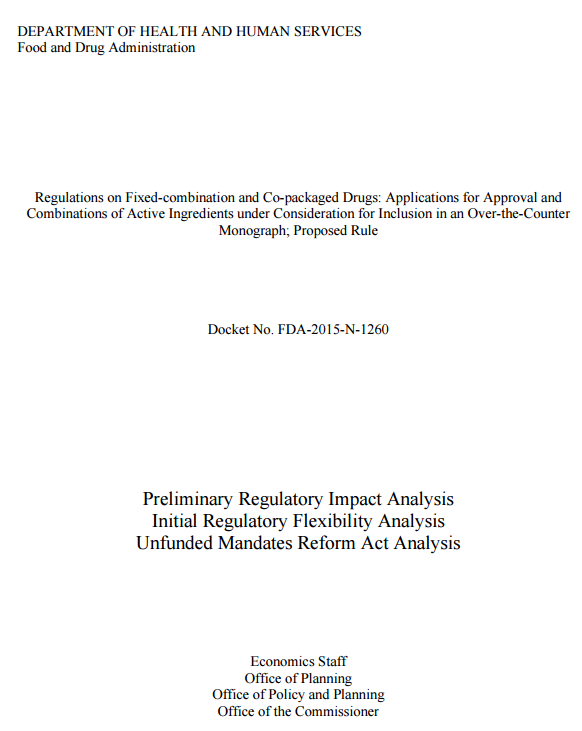 DEPARTMENT OF HEALTH AND HUMAN SERVICES
Food and Drug Administration
Regulations on Fixed-combination and Co-packaged Drugs: Applications for Approval and
Combinations of Active Ingredients under Consideration for Inclusion in an Over-the-Counter
Monograph; Proposed Rule
Docket No. FDA-2015-N-1260
Preliminary Regulatory Impact Analysis
Initial Regulatory Flexibility Analysis
Unfunded Mandates Reform Act Analysis
Economics Staff
Office of Planning
Office of Policy and Planning
Office of the Commissioner